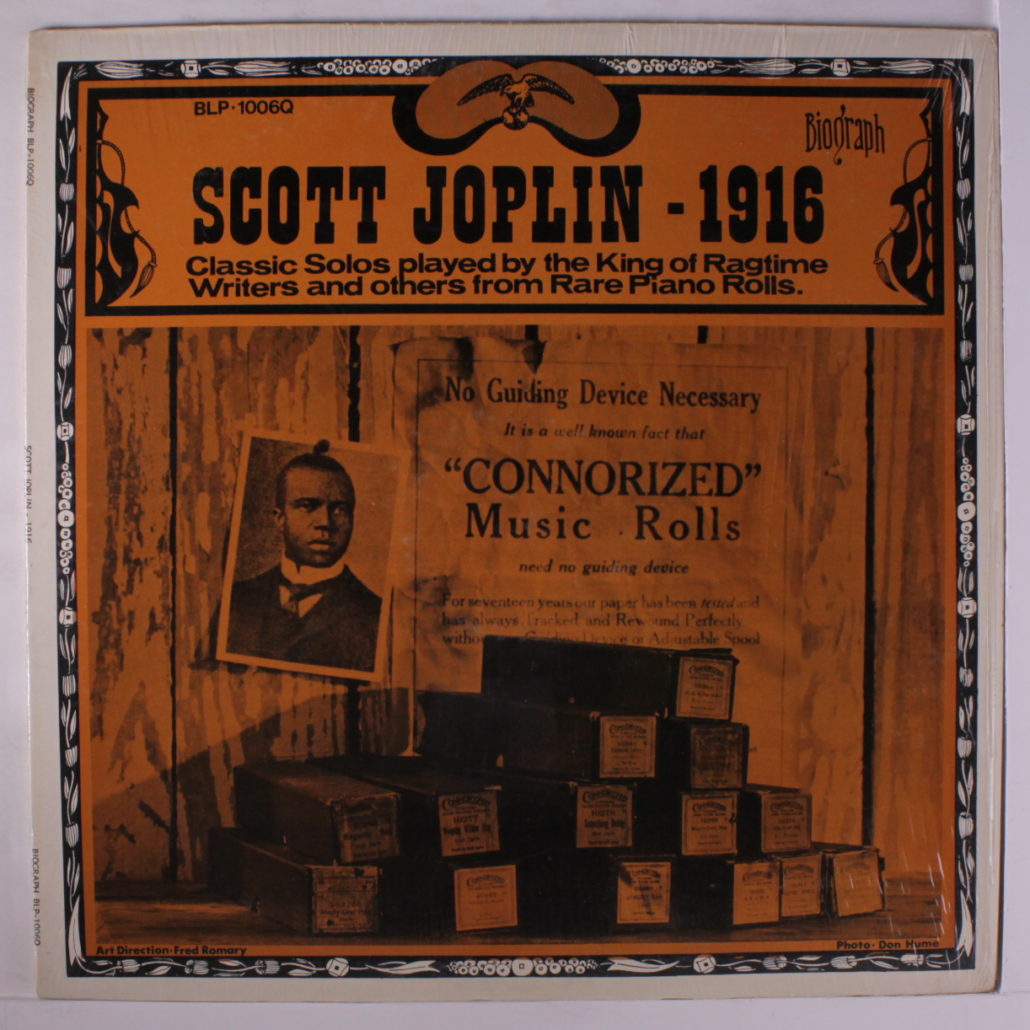 BLP·1006Q
Biograph
SCOTT JOPLIN - 1916
Classic Solos played by the King of Ragtime
Writers and others from Rare Piano Rolls.
No Guiding Device Necessary
It is a well known fact that
“CONNORIZED”
Music Rolls
need no guiding device
For seventeen years our paper has been tested and
has always Tracked and Rewound Perfectly
Guiding Device or Adjustable Spool
CONNORIZED
CONNORIZED
CONNORIZED
Art Direction·Fred Romary
Photo·Don Hume
BIOGRAPH BLP-1006Q
SCOTT JOPLIN - 1916
BIOGRAPH BLP-1006Q